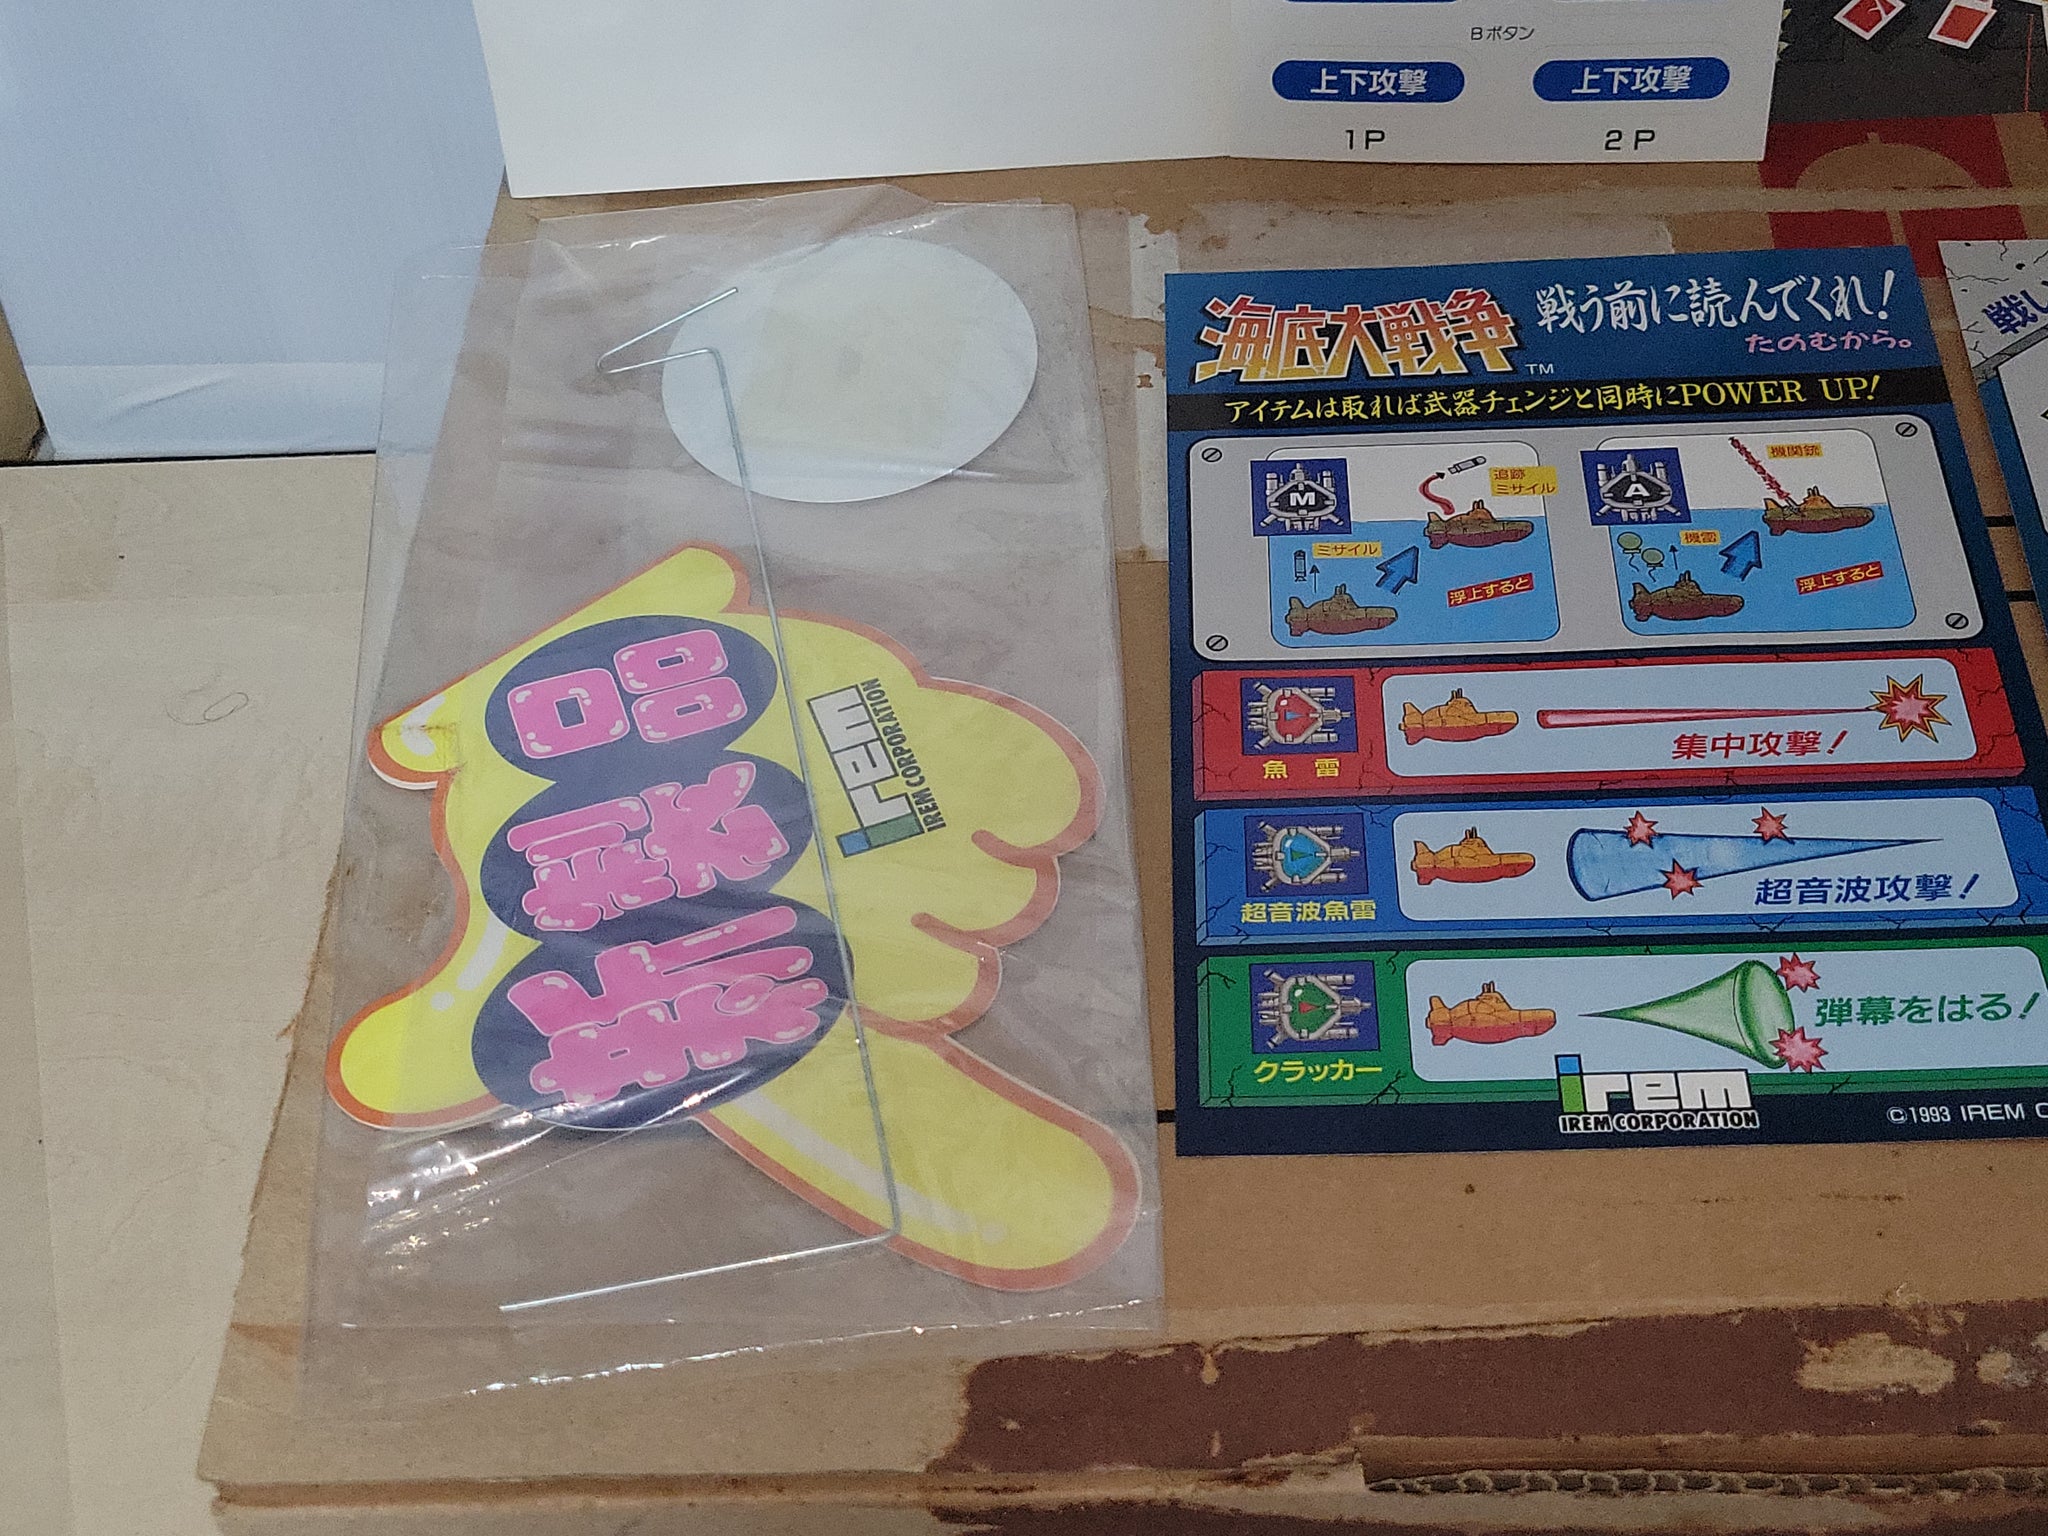 Bボタン
上下攻撃
上下攻撃
1P
2P
新戦品
irem
IREM CORPORATION
海底大戦争
TM
戦う前に読んでくれ!
たのむから。
アイテムは取れば武器チェンジと同時にPOWER UP!
M
追跡
ミサイル
ミサイル
浮上すると
A
機関銃
機雷
浮上すると
魚雷
集中攻撃!
超音波魚雷
超音波攻撃!
クラッカー
弾幕をはる!
irem
IREM CORPORATION
©1993 IREM C
戦い